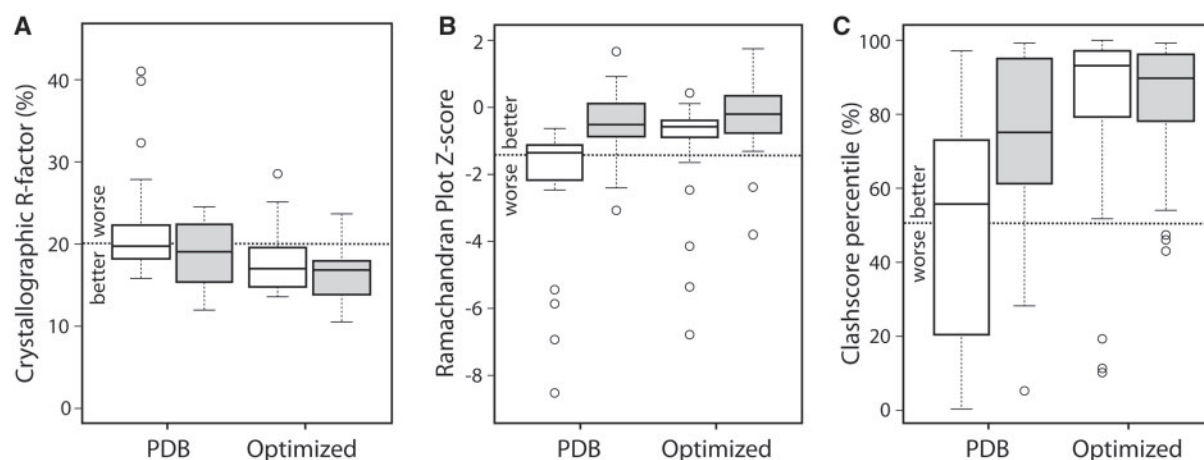 A
Crystallographic R-factor (%)
40
30
20
10
0
worse
better
PDB
Optimized
B
Ramachandran Plot Z-score
2
0
-2
-4
-6
-8
better
worse
PDB
Optimized
C
Clashscore percentile (%)
100
80
60
40
20
0
better
worse
PDB
Optimized